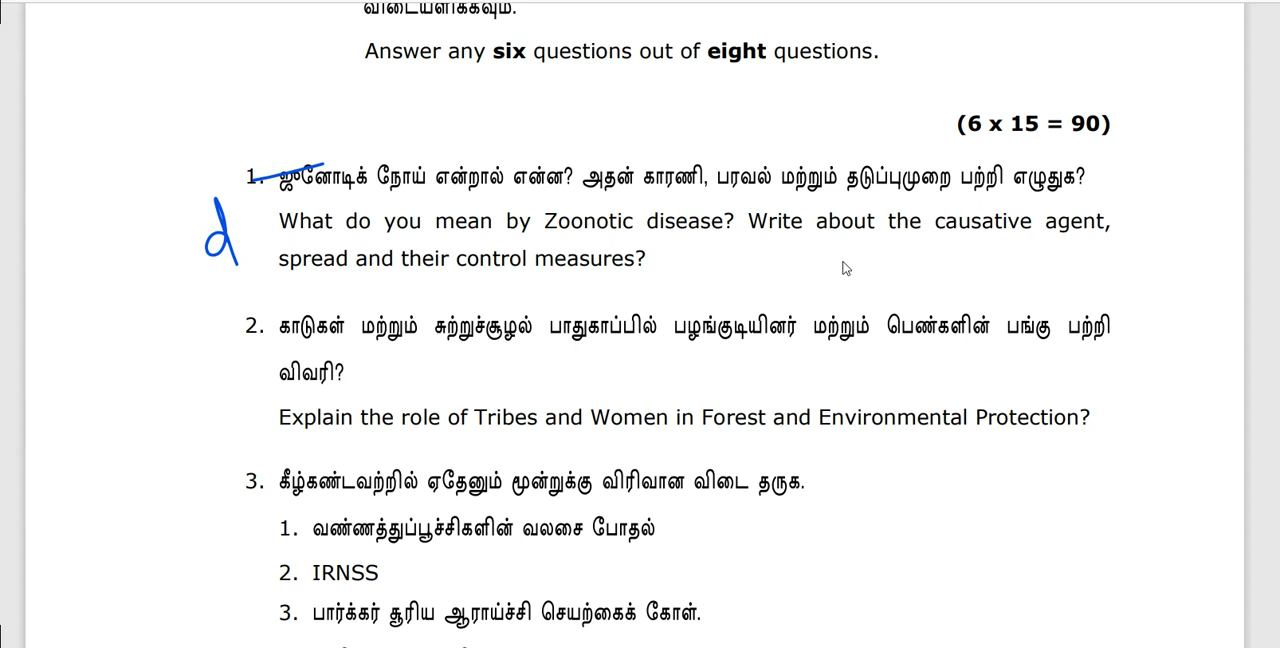 விடையளிக்கவும்.
Answer any six questions out of eight questions.
(6 x 15 = 90)
1. ஜுனோடிக் நோய் என்றால் என்ன? அதன் காரணி, பரவல் மற்றும் தடுப்புமுறை பற்றி எழுதுக?
d
What do you mean by Zoonotic disease? Write about the causative agent,
spread and their control measures?
2. காடுகள் மற்றும் சுற்றுச்சூழல் பாதுகாப்பில் பழங்குடியினர் மற்றும் பெண்களின் பங்கு பற்றி
விவரி?
Explain the role of Tribes and Women in Forest and Environmental Protection?
3. கீழ்கண்டவற்றில் ஏதேனும் மூன்றுக்கு விரிவான விடை தருக.
1. வண்ணத்துப்பூச்சிகளின் வலசை போதல்
2. IRNSS
3. பார்க்கர் சூரிய ஆராய்ச்சி செயற்கைக் கோள்.